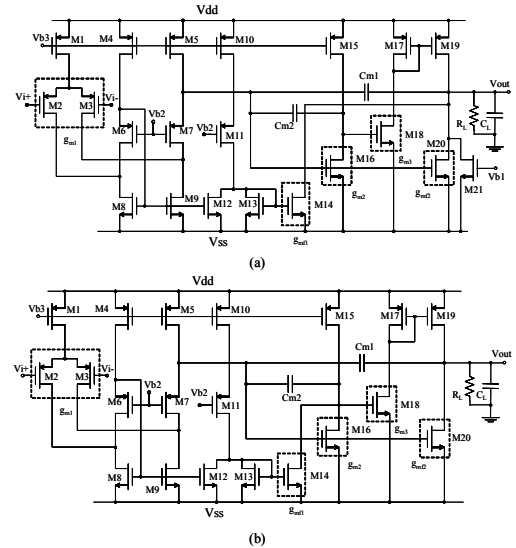 Vdd
Vb3 M1 M4 M5 M10 M15 M17 M19
Cm1 Vout
Vi+ M2 M3 Vi- Cm2 RL CL
M6 Vb2 M7 Vb2 M11 M18
gm1 M16 gm3 M20
M8 M9 M12 M13 M14 gm2 gmf2 M21 Vb1
Vss gmf1
(a)
Vdd
Vb3 M1 M4 M5 M10 M15 M17 M19
Cm1 Vout
Vi+ M2 M3 Vi- Cm2 RL CL
M6 Vb2 M7 Vb2 M11 M18
gm1 M16 gm3 M20
M8 M9 M12 M13 M14 gm2 gmf2
Vss gmf1
(b)